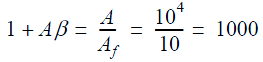 1 + Aβ = A/A_f = 10^4/10 = 1000